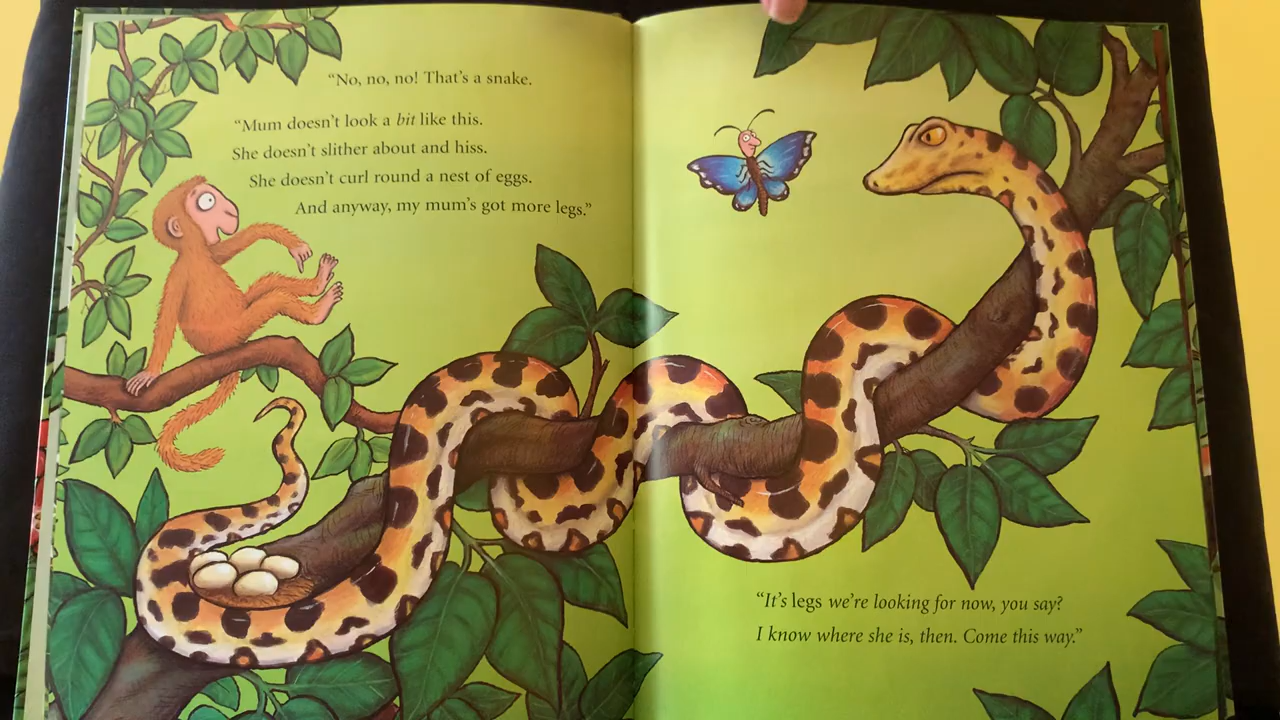 “No, no, no! That’s a snake.
“Mum doesn’t look a bit like this.
She doesn’t slither about and hiss.
She doesn’t curl round a nest of eggs.
And anyway, my mum’s got more legs.”
“It’s legs we’re looking for now, you say?
I know where she is, then. Come this way.”